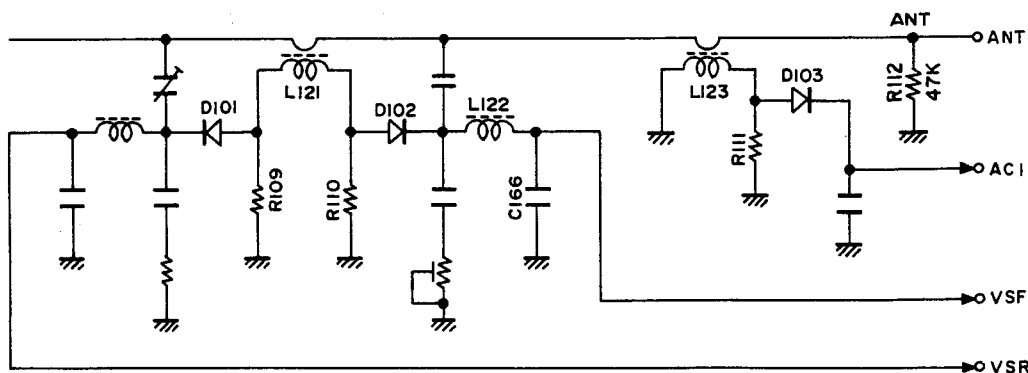 ANT
ANT
D101
L121
D102
L122
L123
D103
R112
47K
R109
R110
C166
R111
AC1
VSF
VSR